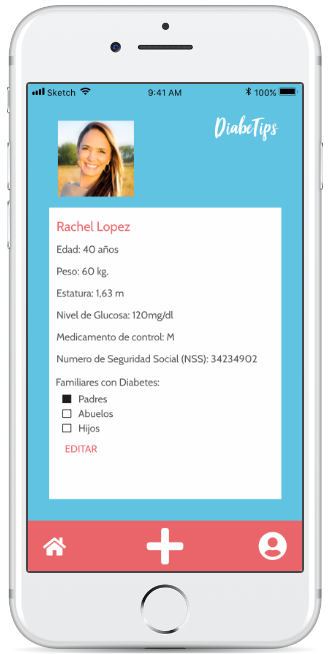 Sketch 9:41 AM 100%
DiabeTips
Rachel Lopez
Edad: 40 años
Peso: 60 kg.
Estatura: 1,63 m
Nivel de Glucosa: 120mg/dl
Medicamento de control: M
Numero de Seguridad Social (NSS): 34234902
Familiares con Diabetes:
Padres
Abuelos
Hijos
EDITAR